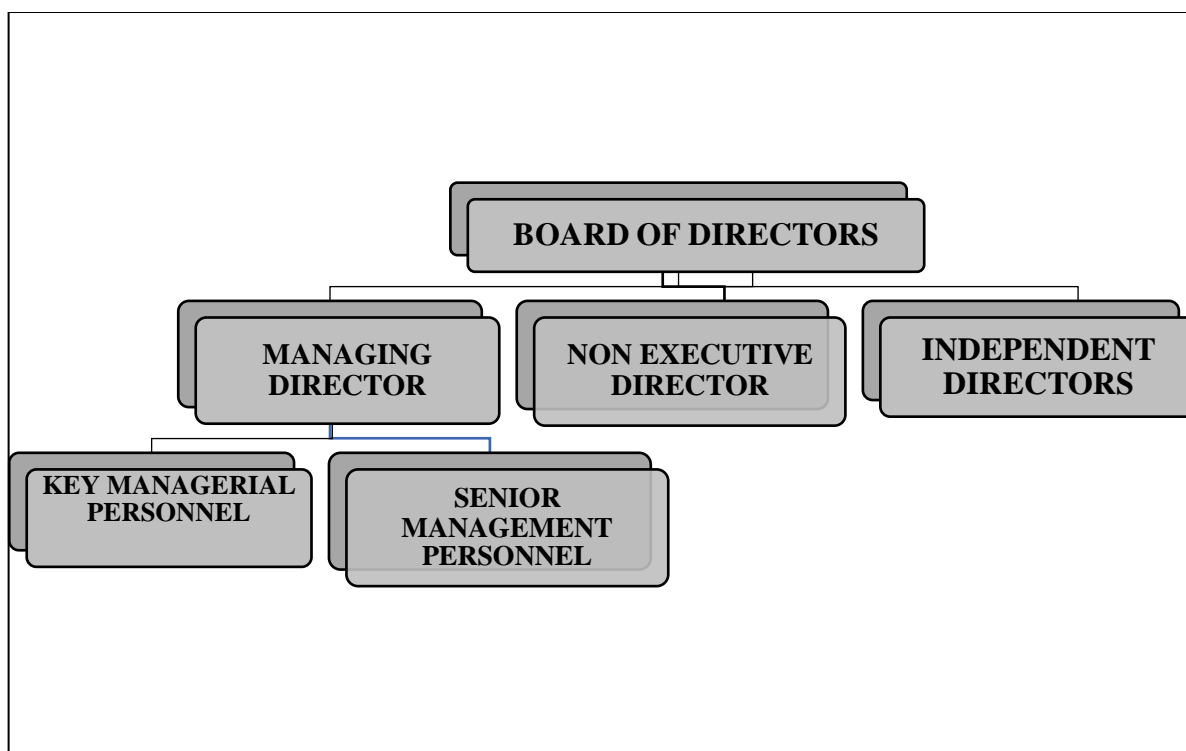 BOARD OF DIRECTORS
MANAGING
DIRECTOR
NON EXECUTIVE
DIRECTOR
INDEPENDENT
DIRECTORS
KEY MANAGERIAL
PERSONNEL
SENIOR
MANAGEMENT
PERSONNEL